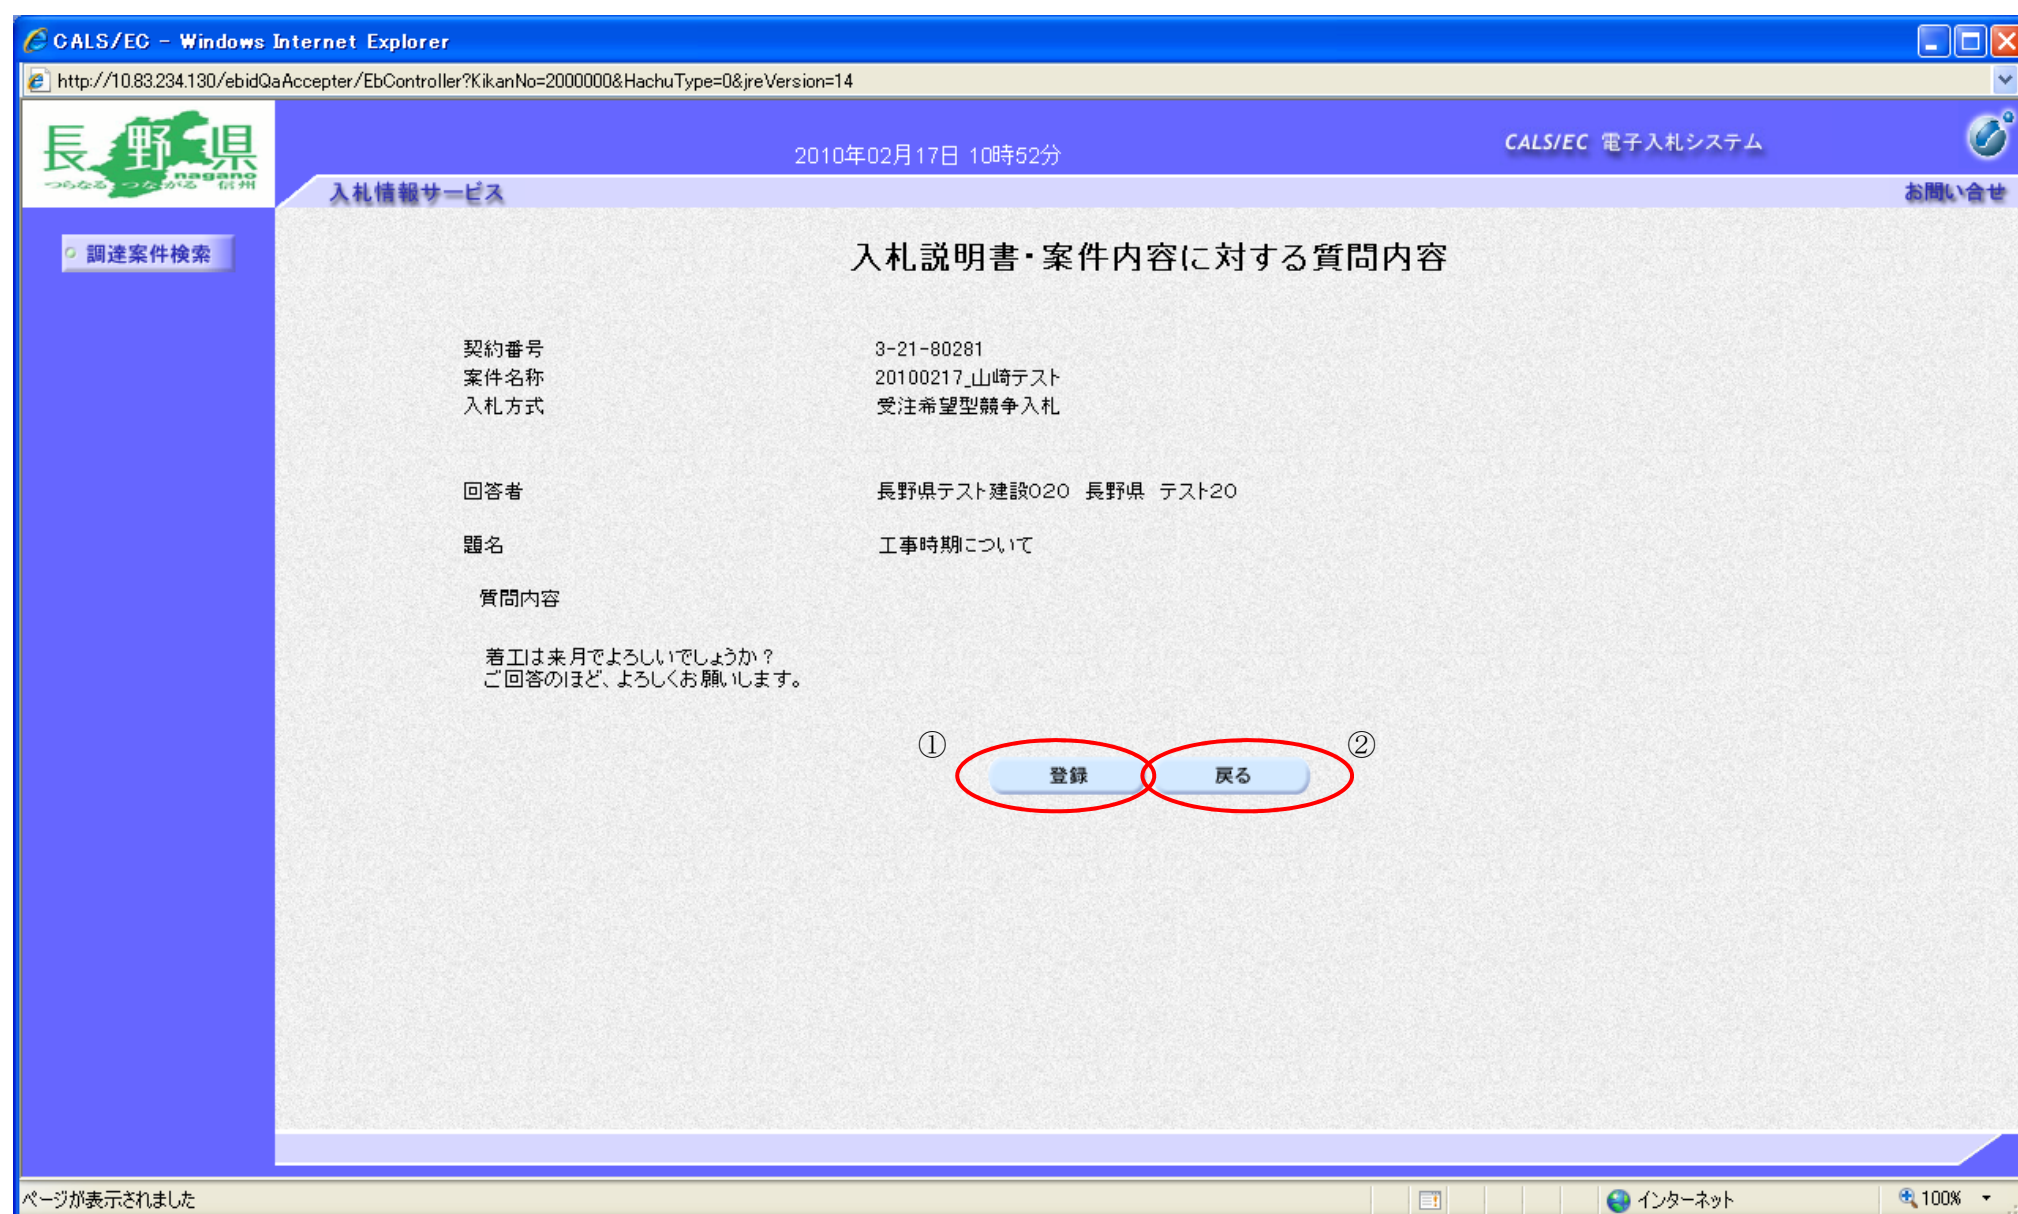 CALS/EC - Windows Internet Explorer
http://10.83.234.130/ebidQaAccepter/EbController?KikanNo=2000000&HachuType=0&jreVersion=14
長野県
nagano
つらなる つながる 信州
2010年02月17日 10時52分
CALS/EC 電子入札システム
入札情報サービス
お問い合せ
調達案件検索
入札説明書・案件内容に対する質問内容
契約番号 3-21-80281
案件名称 20100217_山崎テスト
入札方式 受注希望型競争入札
回答者 長野県テスト建設020 長野県 テスト20
題名 工事時期について
質問内容
着工は来月でよろしいでしょうか?
ご回答のほど、よろしくお願いします。
① ②
登録 戻る
ページが表示されました
インターネット
100%